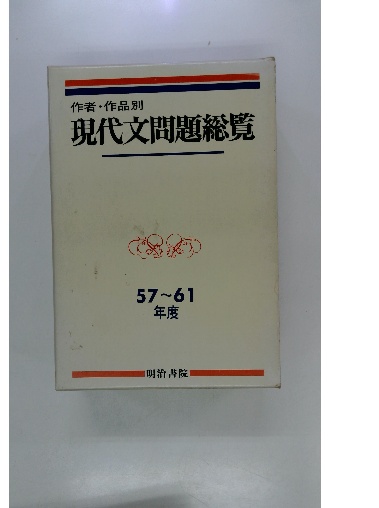 作者・作品別
現代文問題総覧
57~61
年度
明治書院